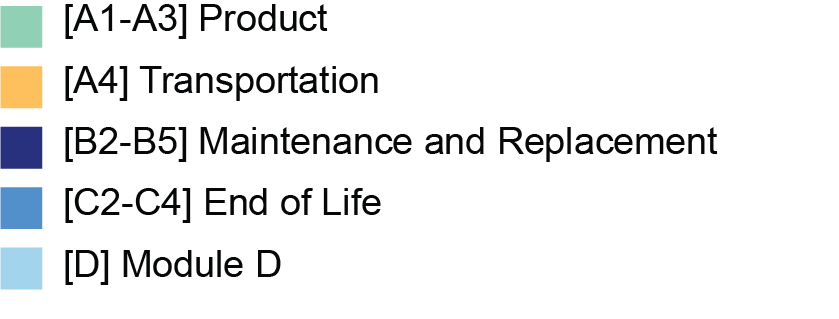 [A1-A3] Product
[A4] Transportation
[B2-B5] Maintenance and Replacement
[C2-C4] End of Life
[D] Module D